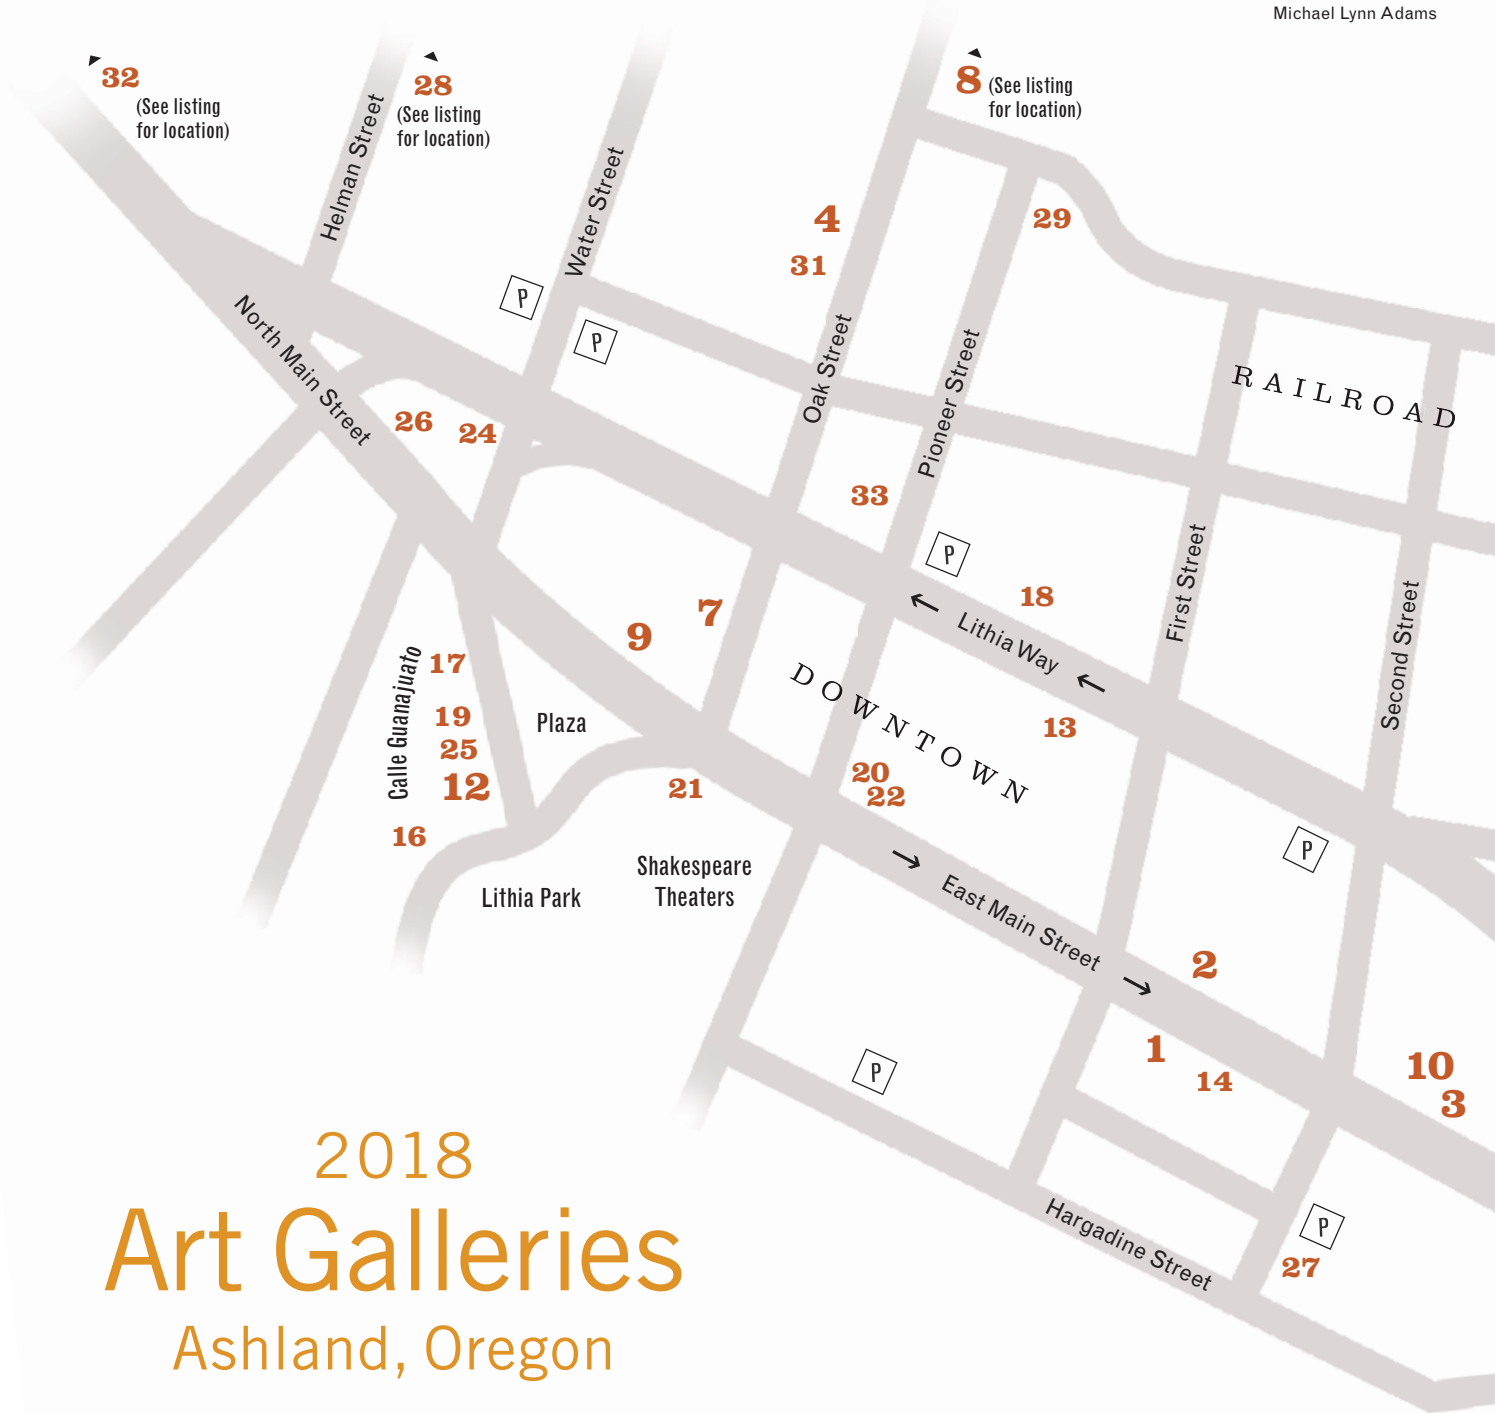 Michael Lynn Adams
32
(See listing
for location)
28
(See listing
for location)
8
(See listing
for location)
Helman Street
Water Street
4
31
29
P
P
North Main Street
Oak Street
Pioneer Street
RAILROAD
26
24
33
P
18
First Street
Second Street
← Lithia Way ←
7
9
17
Calle Guanajuato
19
25
12
16
Plaza
DOWNTOWN
13
20
22
21
Shakespeare
Theaters
Lithia Park
P
→ East Main Street →
2
1
14
10
3
P
P
27
Hargadine Street
2018
Art Galleries
Ashland, Oregon